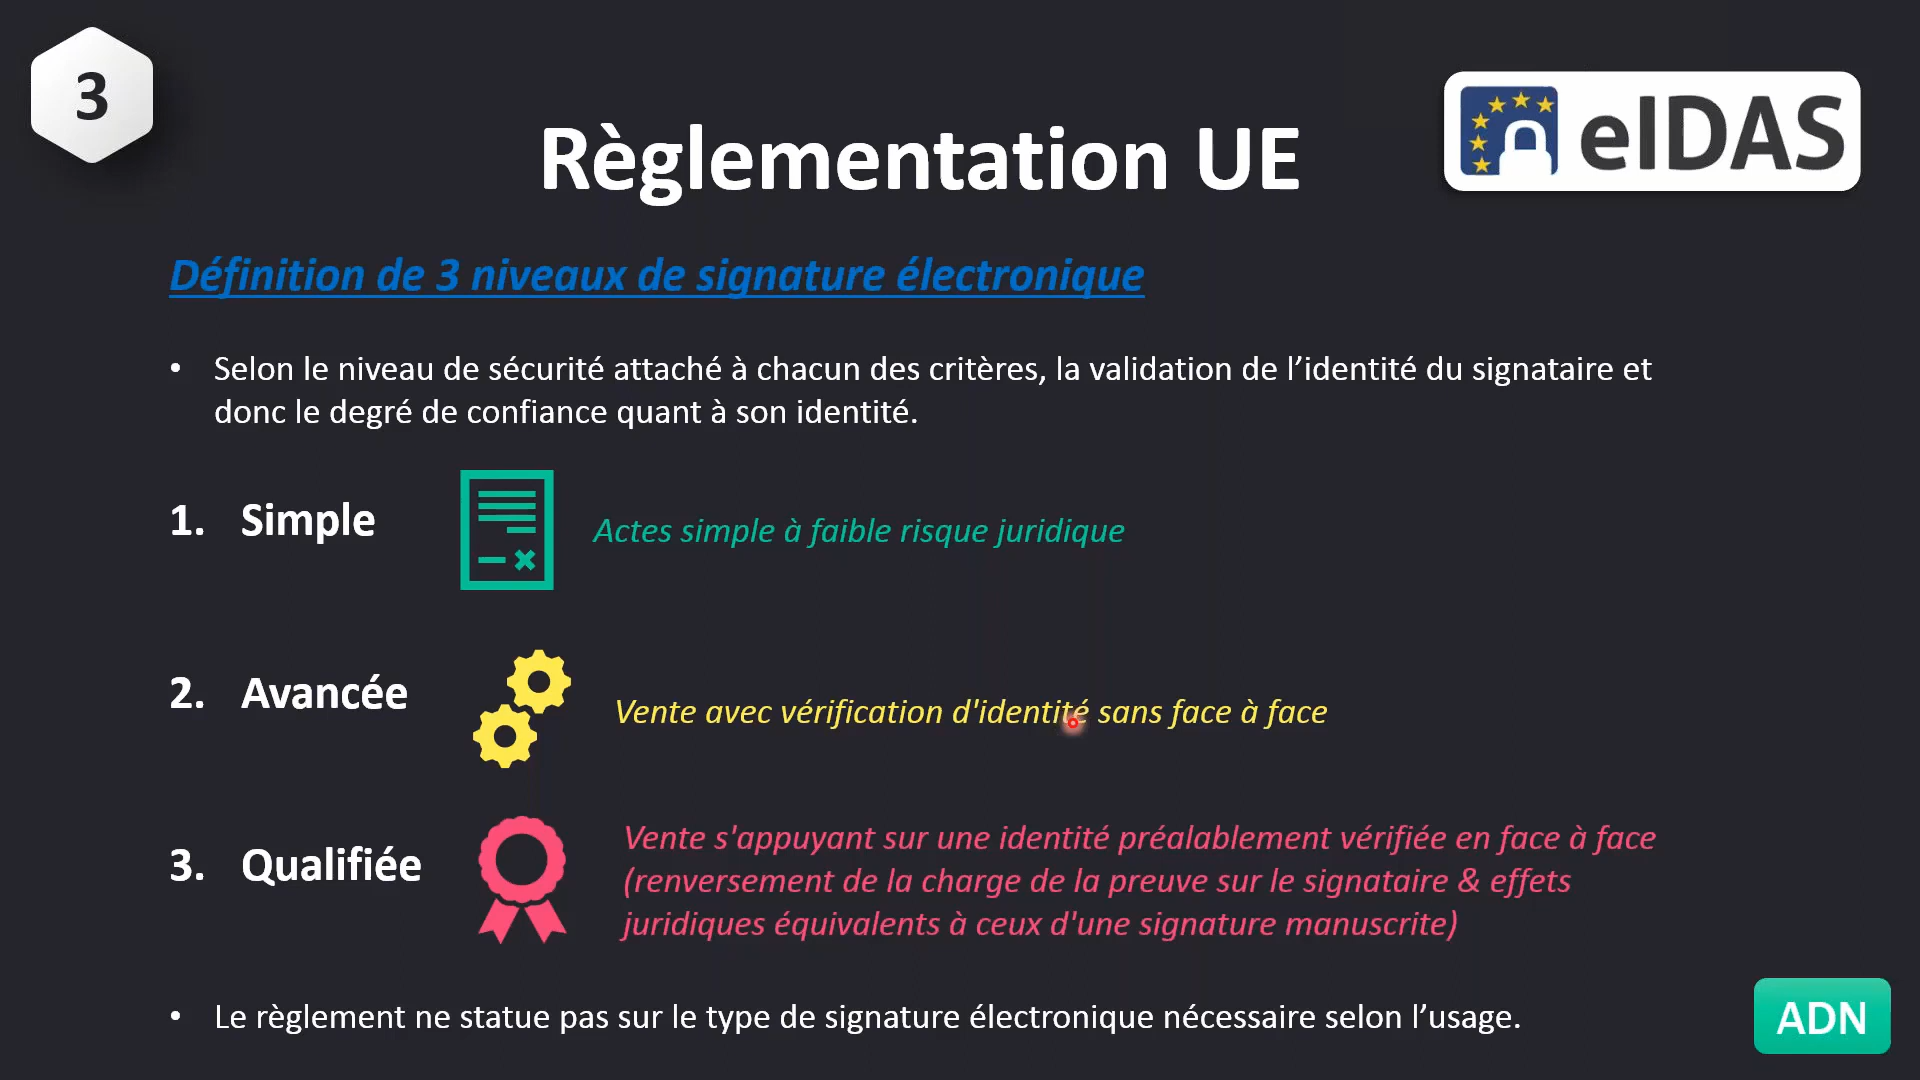 3
Règlementation UE
eIDAS
Définition de 3 niveaux de signature électronique
• Selon le niveau de sécurité attaché à chacun des critères, la validation de l’identité du signataire et
donc le degré de confiance quant à son identité.
1. Simple
Actes simple à faible risque juridique
2. Avancée
Vente avec vérification d'identité sans face à face
3. Qualifiée
Vente s'appuyant sur une identité préalablement vérifiée en face à face
(renversement de la charge de la preuve sur le signataire & effets
juridiques équivalents à ceux d'une signature manuscrite)
• Le règlement ne statue pas sur le type de signature électronique nécessaire selon l’usage.
ADN